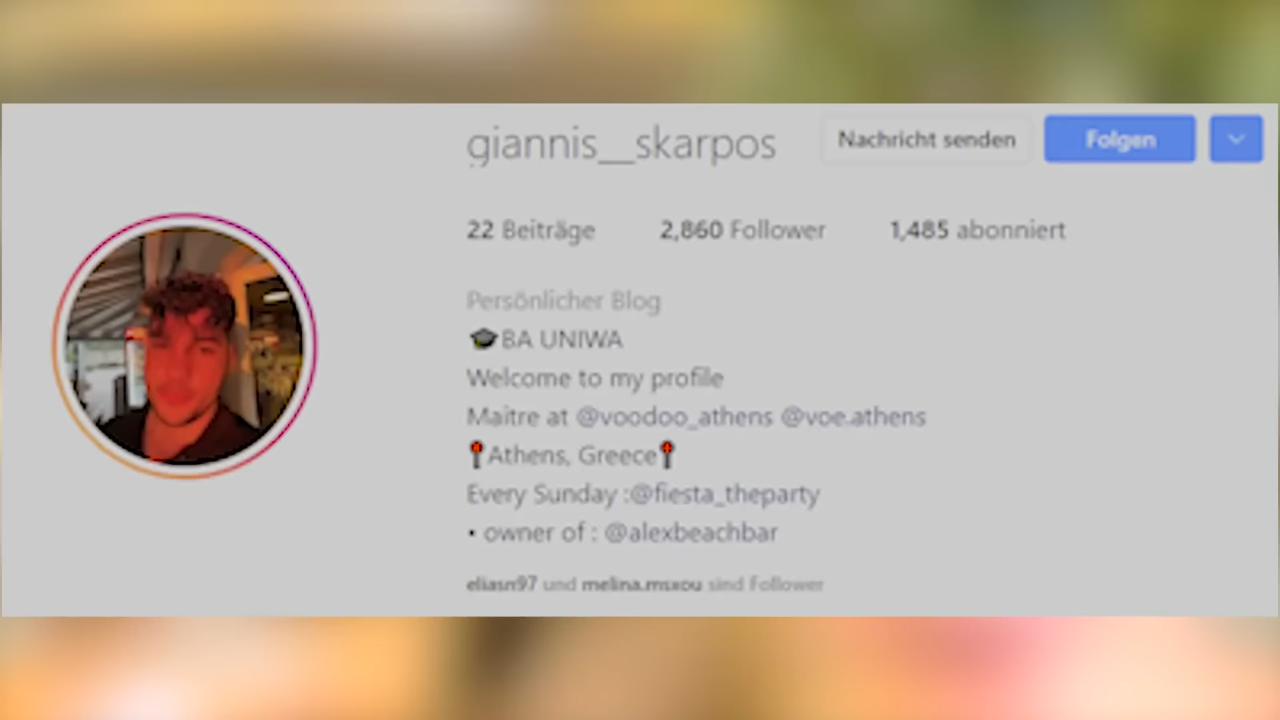 giannis__skarpos Nachricht senden Folgen
22 Beiträge 2,860 Follower 1,485 abonniert
Persönlicher Blog
🎓BA UNIWA
Welcome to my profile
Maître at @voodoo_athens @voe.athens
📍Athens, Greece📍
Every Sunday :@fiesta_theparty
• owner of : @alexbeachbar
eliasn97 und melina.msxou sind Follower